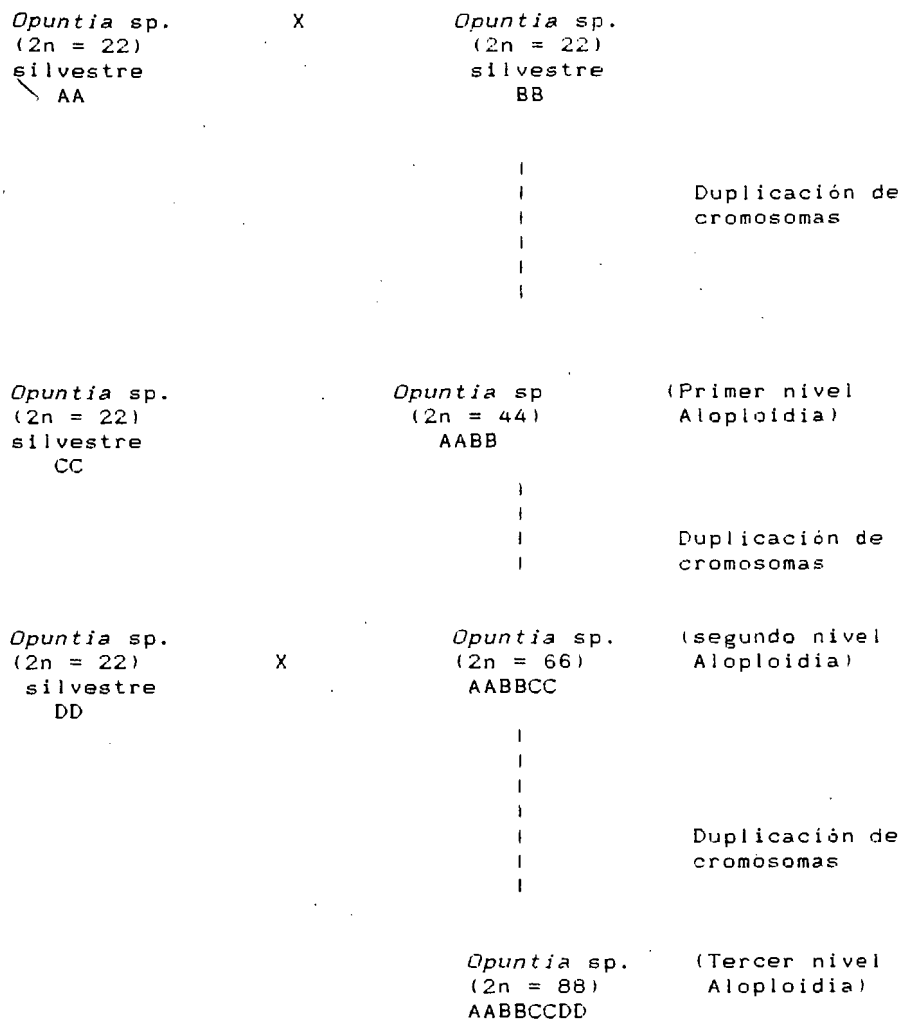 Opuntia sp. X Opuntia sp.
(2n = 22) (2n = 22)
silvestre silvestre
AA BB
Duplicación de
cromosomas
Opuntia sp. Opuntia sp (Primer nivel
(2n = 22) (2n = 44) Aloploidia)
silvestre AABB
CC
Duplicación de
cromosomas
Opuntia sp. Opuntia sp. (segundo nivel
(2n = 22) X (2n = 66) Aloploidia)
silvestre AABBCC
DD
Duplicación de
cromosomas
Opuntia sp. (Tercer nivel
(2n = 88) Aloploidia)
AABBCCDD